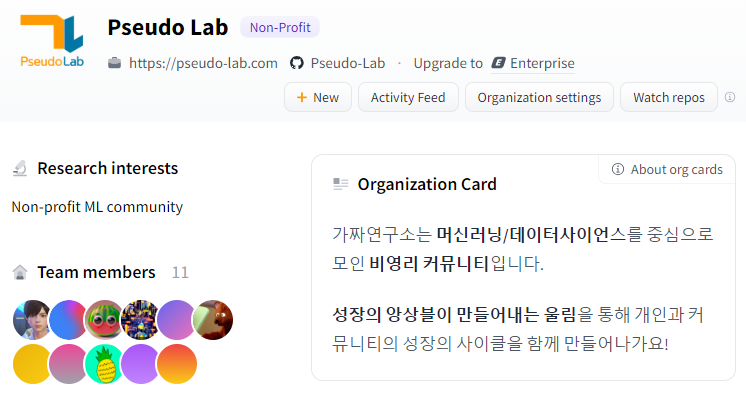 PseudoLab
Pseudo Lab Non-Profit
https://pseudo-lab.com Pseudo-Lab · Upgrade to Enterprise
+ New Activity Feed Organization settings Watch repos
Research interests
Non-profit ML community
Team members 11
About org cards
Organization Card
가짜연구소는 머신러닝/데이터사이언스를 중심으로
모인 비영리 커뮤니티입니다.
성장의 앙상블이 만들어내는 울림을 통해 개인과 커
뮤니티의 성장의 사이클을 함께 만들어나가요!